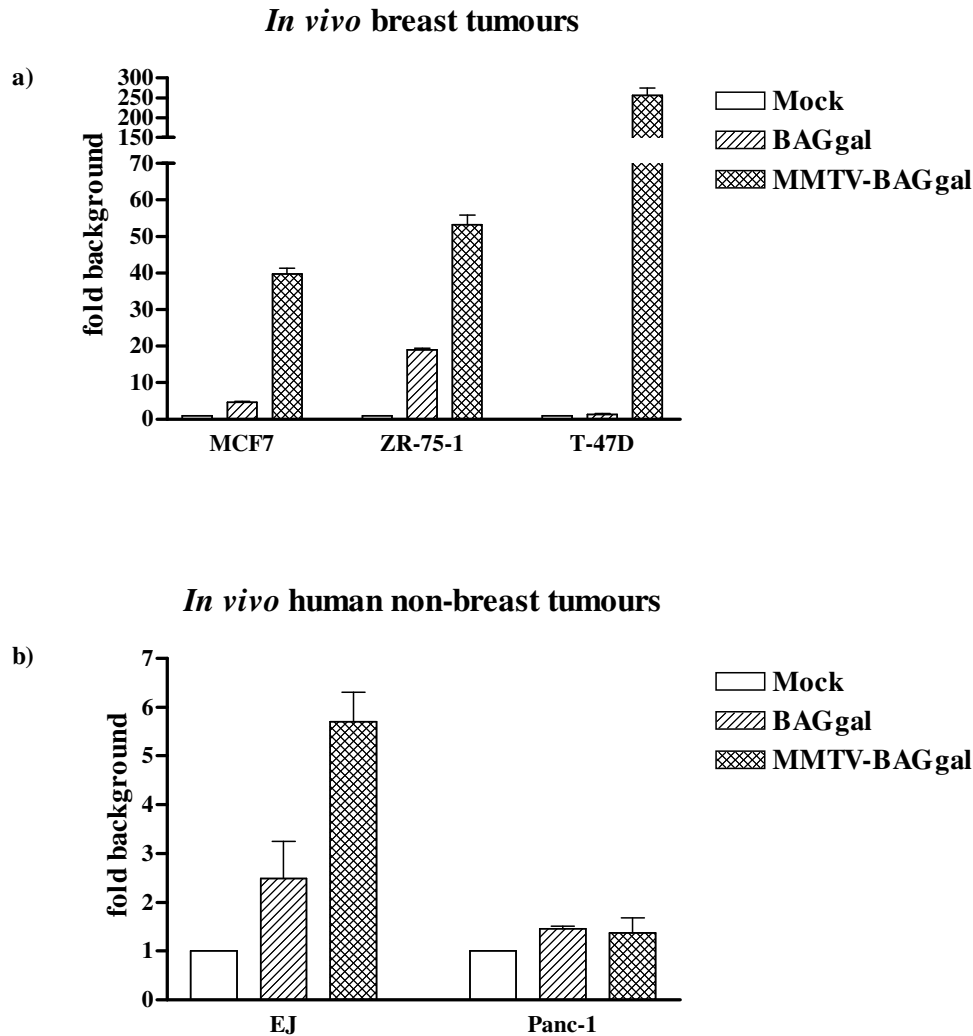 In vivo breast tumours
a)
fold background
300
250
200
150
70
60
50
40
30
20
10
0
MCF7 ZR-75-1 T-47D
Mock
BAGgal
MMTV-BAGgal
In vivo human non-breast tumours
b)
fold background
7
6
5
4
3
2
1
0
EJ Panc-1
Mock
BAGgal
MMTV-BAGgal